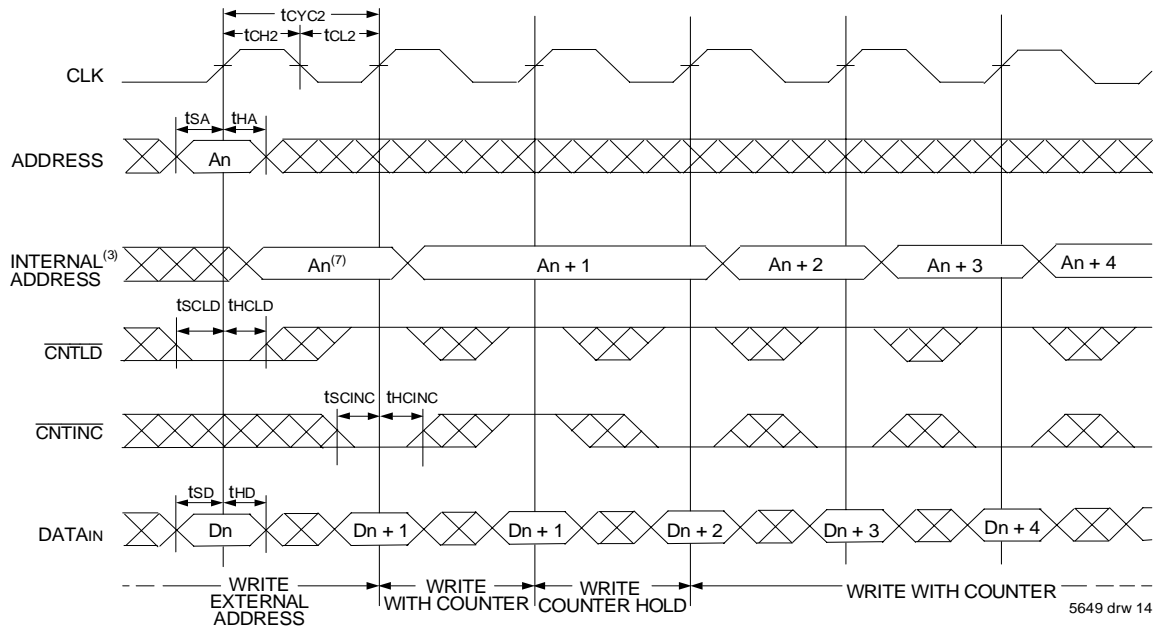 tCYC2
tCH2 tCL2
CLK
tSA tHA
ADDRESS An
INTERNAL(3) ADDRESS An(7) An + 1 An + 2 An + 3 An + 4
tSCLD tHCLD
CNTLD
tSCINC tHCINC
CNTINC
tSD tHD
DATAIN Dn Dn + 1 Dn + 1 Dn + 2 Dn + 3 Dn + 4
WRITE EXTERNAL ADDRESS
WRITE WITH COUNTER
WRITE COUNTER HOLD
WRITE WITH COUNTER
5649 drw 14